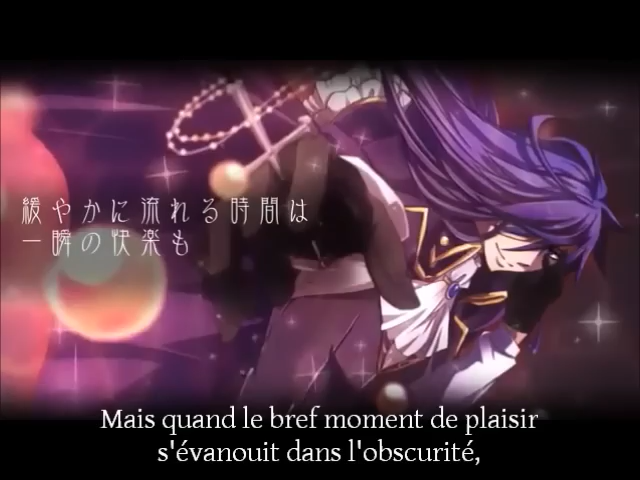 緩やかに流れる時間は
一瞬の快楽も
Mais quand le bref moment de plaisir
s'évanouit dans l'obscurité,